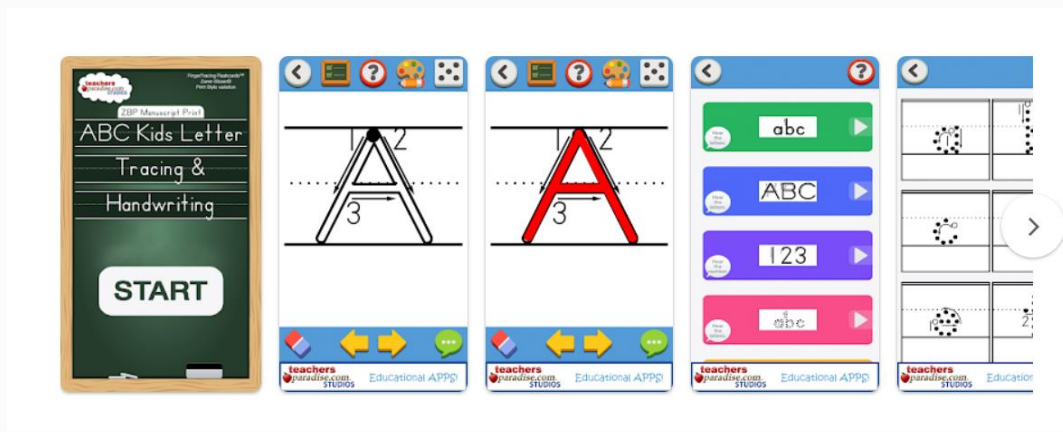 teachers
paradise.com
STUDIOS
FingerTracing Flashcards™
Zaner-Bloser®
Print Style variation
ZBP Manuscript Print
ABC Kids Letter
Tracing &
Handwriting
START
1 2
A
3
teachers
paradise.com
STUDIOS
Educational APPS!
1 2
A
3
teachers
paradise.com
STUDIOS
Educational APPS!
abc
ABC
123
abc
teachers
paradise.com
STUDIOS
Educational APPS!
a
c
e
teachers
paradise.com
STUDIOS
Education